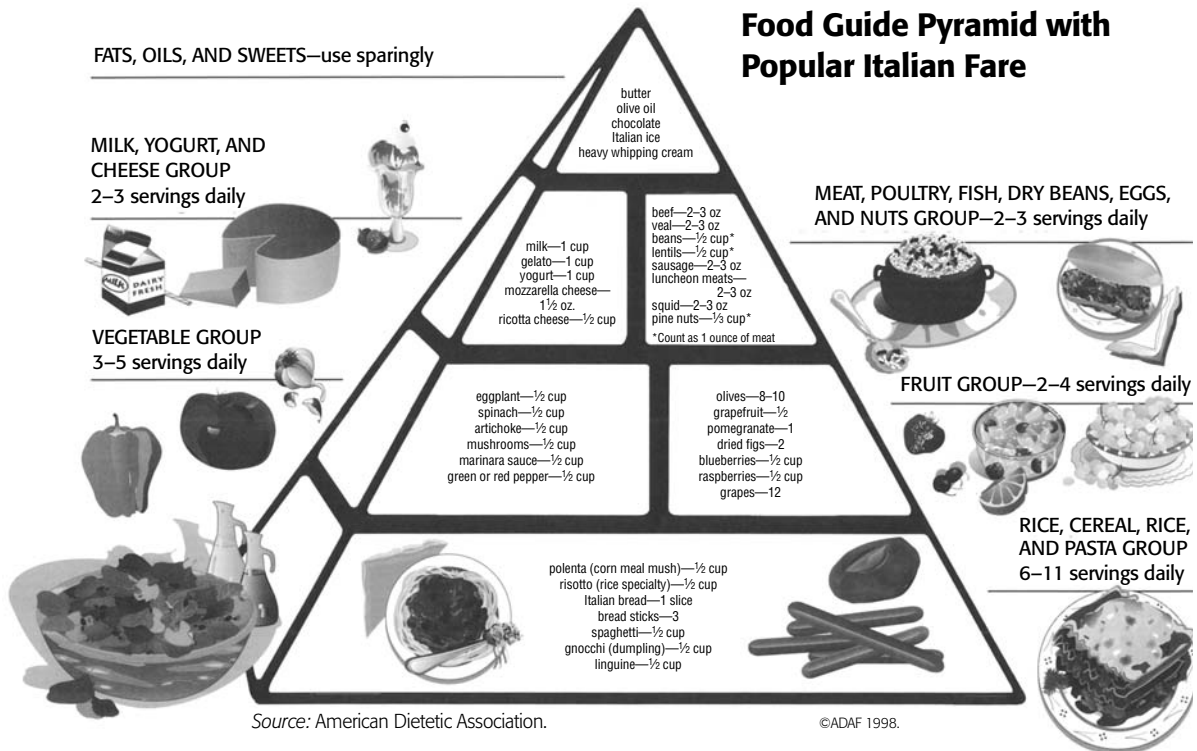 Food Guide Pyramid with
Popular Italian Fare
FATS, OILS, AND SWEETS—use sparingly
butter
olive oil
chocolate
Italian ice
heavy whipping cream
MILK, YOGURT, AND
CHEESE GROUP
2–3 servings daily
MILK
DAIRY
FRESH
milk—1 cup
gelato—1 cup
yogurt—1 cup
mozzarella cheese—
1½ oz.
ricotta cheese—½ cup
MEAT, POULTRY, FISH, DRY BEANS, EGGS,
AND NUTS GROUP—2–3 servings daily
beef—2–3 oz
veal—2–3 oz
beans—½ cup*
lentils—½ cup*
sausage—2–3 oz
luncheon meats—
2–3 oz
squid—2–3 oz
pine nuts—⅓ cup*
*Count as 1 ounce of meat
VEGETABLE GROUP
3–5 servings daily
eggplant—½ cup
spinach—½ cup
artichoke—½ cup
mushrooms—½ cup
marinara sauce—½ cup
green or red pepper—½ cup
FRUIT GROUP—2–4 servings daily
olives—8–10
grapefruit—½
pomegranate—1
dried figs—2
blueberries—½ cup
raspberries—½ cup
grapes—12
RICE, CEREAL, RICE,
AND PASTA GROUP
6–11 servings daily
polenta (corn meal mush)—½ cup
risotto (rice specialty)—½ cup
Italian bread—1 slice
bread sticks—3
spaghetti—½ cup
gnocchi (dumpling)—½ cup
linguine—½ cup
Source: American Dietetic Association.
©ADAF 1998.